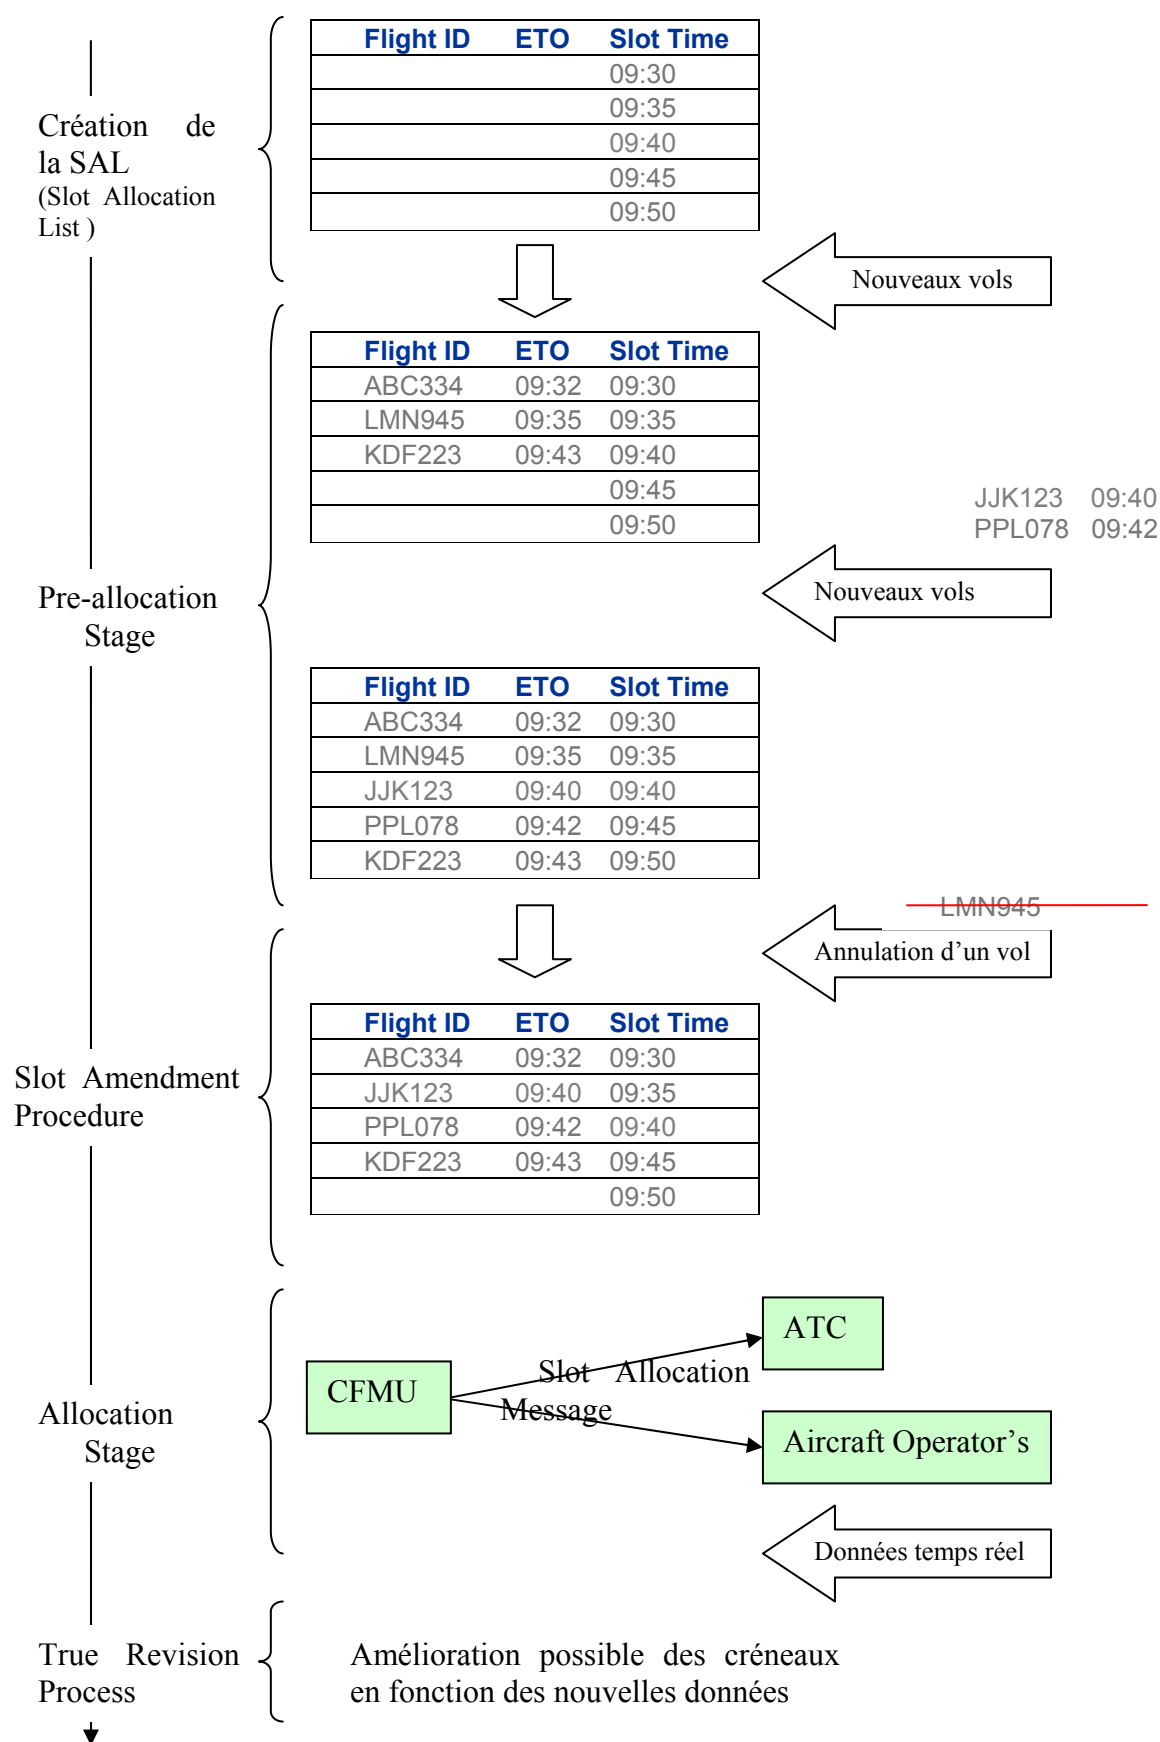 Flight ID ETO Slot Time
09:30
09:35
09:40
09:45
09:50
Création de
la SAL
(Slot Allocation
List )
Nouveaux vols
Flight ID ETO Slot Time
ABC334 09:32 09:30
LMN945 09:35 09:35
KDF223 09:43 09:40
09:45
09:50
JJK123 09:40
PPL078 09:42
Nouveaux vols
Pre-allocation
Stage
Flight ID ETO Slot Time
ABC334 09:32 09:30
LMN945 09:35 09:35
JJK123 09:40 09:40
PPL078 09:42 09:45
KDF223 09:43 09:50
LMN945
Annulation d’un vol
Slot Amendment
Procedure
Flight ID ETO Slot Time
ABC334 09:32 09:30
JJK123 09:40 09:35
PPL078 09:42 09:40
KDF223 09:43 09:45
09:50
Allocation
Stage
CFMU
Slot Allocation
Message
ATC
Aircraft Operator’s
Données temps réel
True Revision
Process
Amélioration possible des créneaux
en fonction des nouvelles données